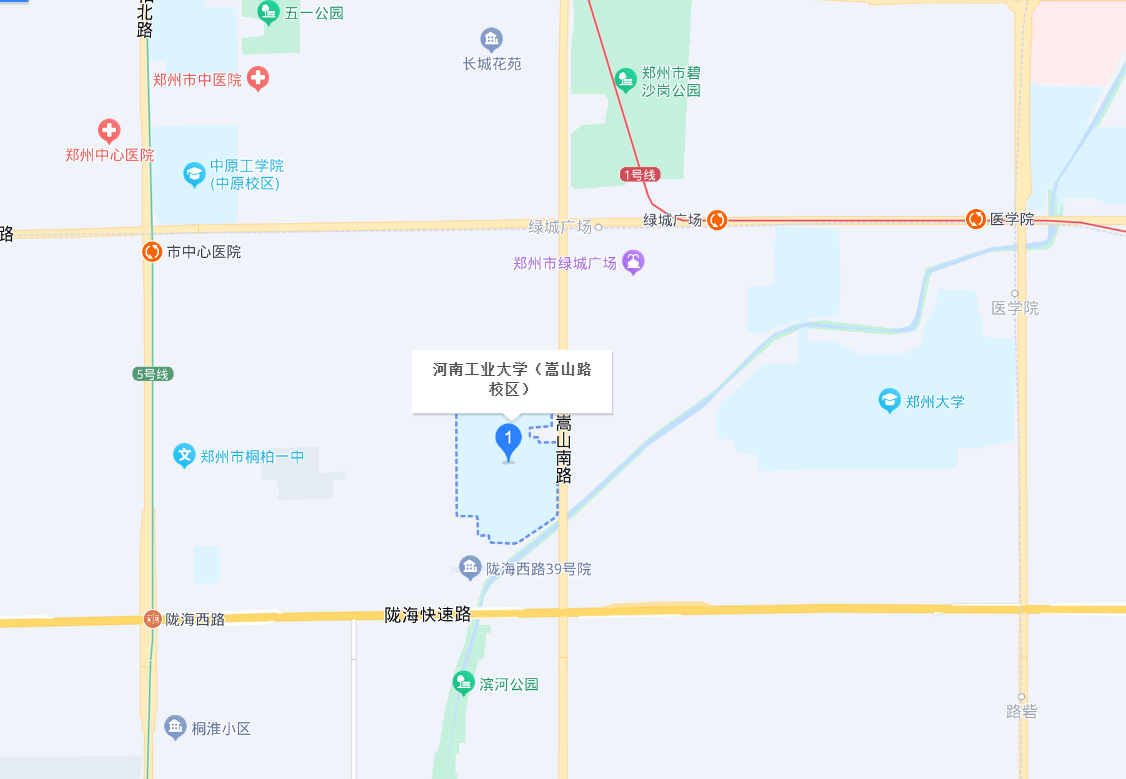 北路
五一公园
长城花苑
郑州市中医院
郑州市碧
沙岗公园
郑州中心医院
中原工学院
(中原校区)
1号线
路
绿城广场
绿城广场
医学院
市中心医院
郑州市绿城广场
医学院
5号线
河南工业大学（嵩山路
校区）
1
郑州大学
嵩山南路
文
郑州市桐柏一中
陇海西路39号院
陇海西路
陇海快速路
滨河公园
桐淮小区
路砦